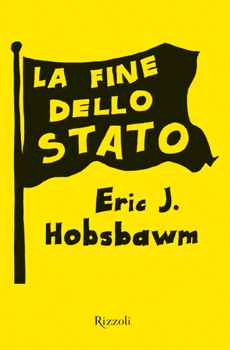 LA FINE
DELLO
STATO
Eric J.
Hobsbawm
Rizzoli